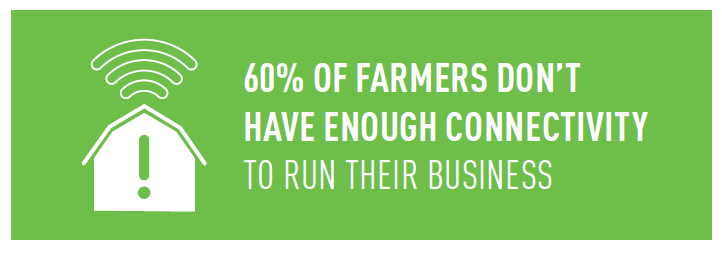 60% OF FARMERS DON'T
HAVE ENOUGH CONNECTIVITY
TO RUN THEIR BUSINESS